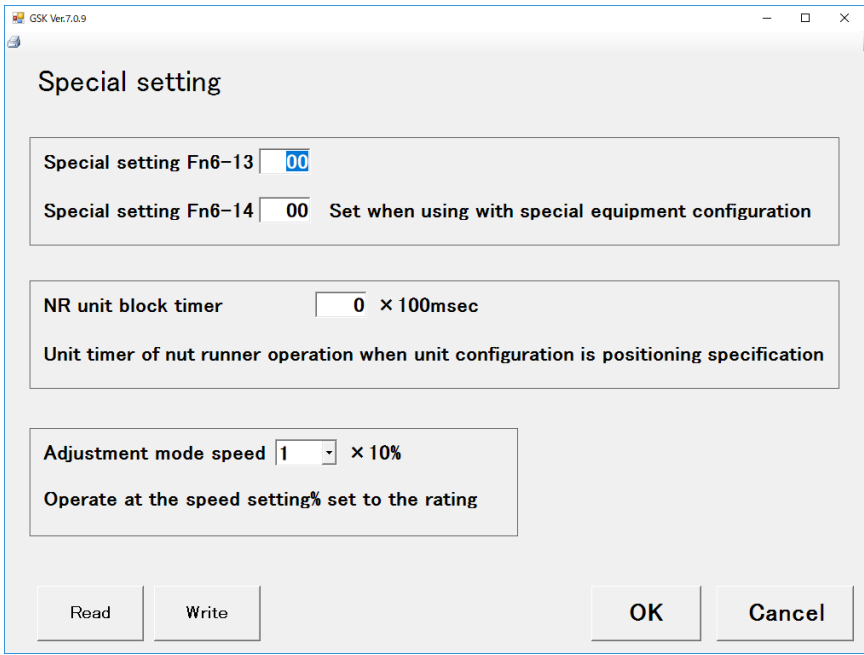 GSK Ver.7.0.9
Special setting
Special setting Fn6-13 00
Special setting Fn6-14 00 Set when using with special equipment configuration
NR unit block timer 0 ×100msec
Unit timer of nut runner operation when unit configuration is positioning specification
Adjustment mode speed 1 ×10%
Operate at the speed setting% set to the rating
Read Write OK Cancel